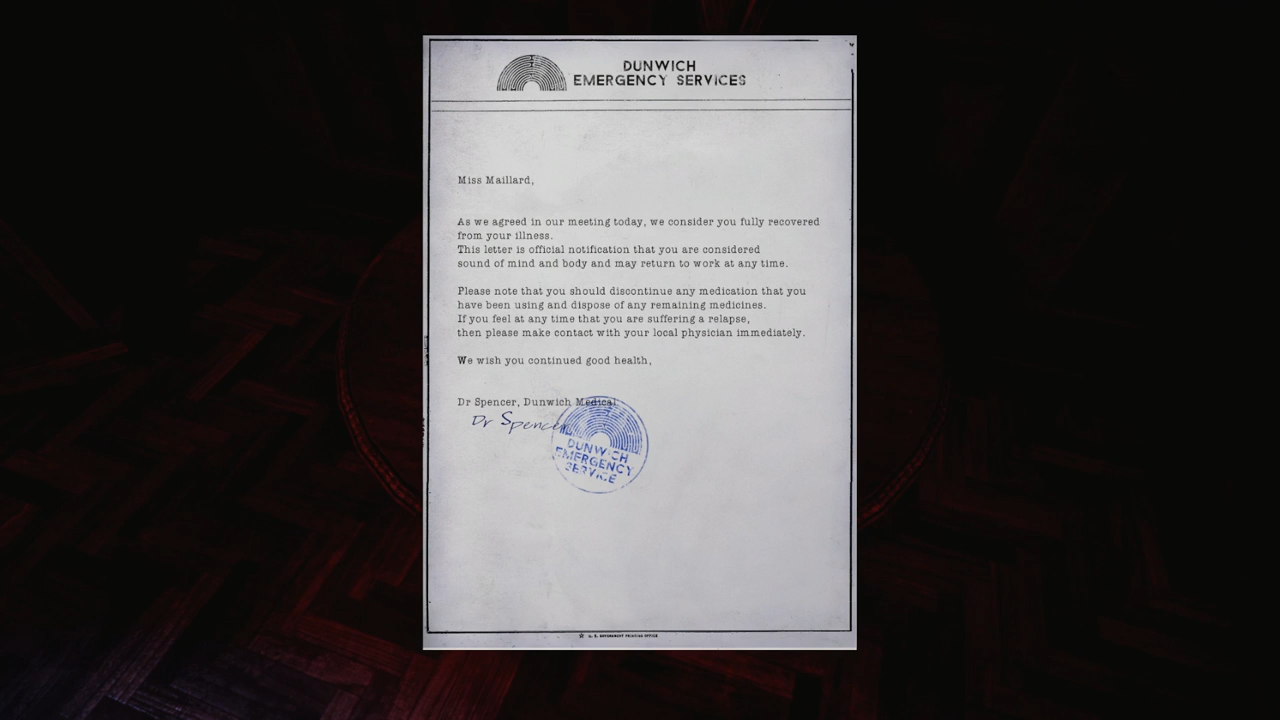 DUNWICH
EMERGENCY SERVICES
Miss Maillard,
As we agreed in our meeting today, we consider you fully recovered
from your illness.
This letter is official notification that you are considered
sound of mind and body and may return to work at any time.
Please note that you should discontinue any medication that you
have been using and dispose of any remaining medicines.
If you feel at any time that you are suffering a relapse,
then please make contact with your local physician immediately.
We wish you continued good health,
Dr Spencer, Dunwich Medical
Dr Spencer
DUNWICH
EMERGENCY
SERVICE
U. S. GOVERNMENT PRINTING OFFICE